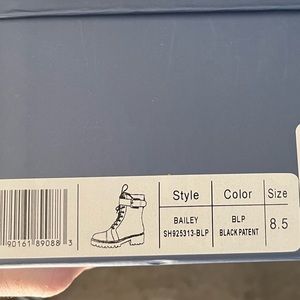 Style Color Size
BAILEY BLP 8.5
SH925313-BLP BLACK PATENT
90161 89088 3